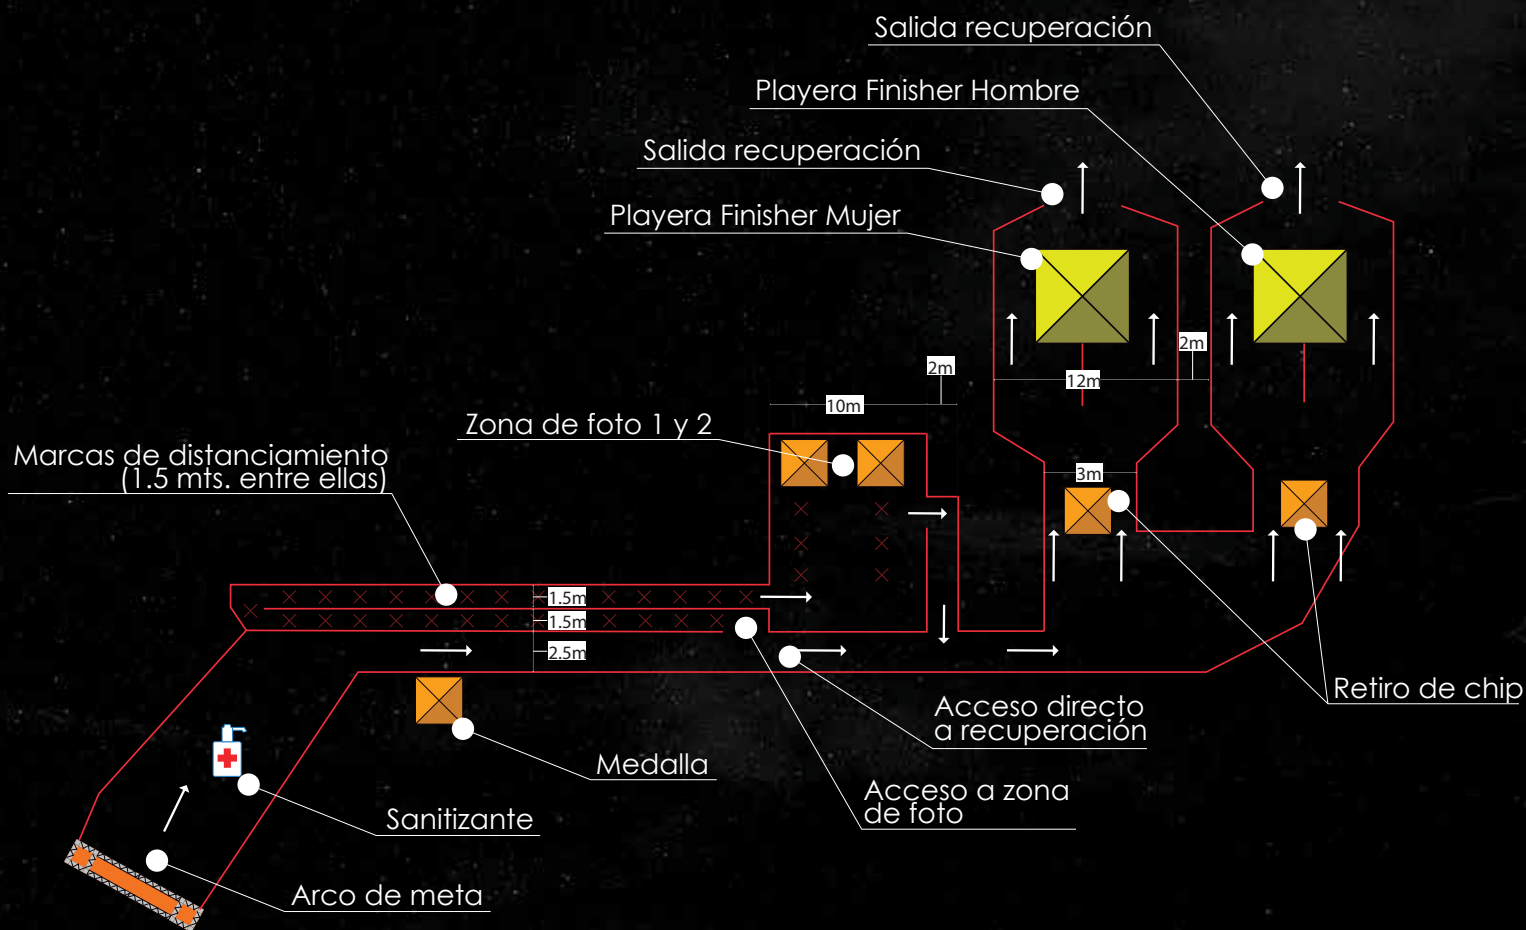 Salida recuperación
Playera Finisher Hombre
Salida recuperación
Playera Finisher Mujer
2m
2m
12m
10m
Zona de foto 1 y 2
Marcas de distanciamiento
(1.5 mts. entre ellas)
3m
1.5m
1.5m
2.5m
Retiro de chip
Acceso directo
a recuperación
Medalla
Acceso a zona
de foto
Sanitizante
Arco de meta